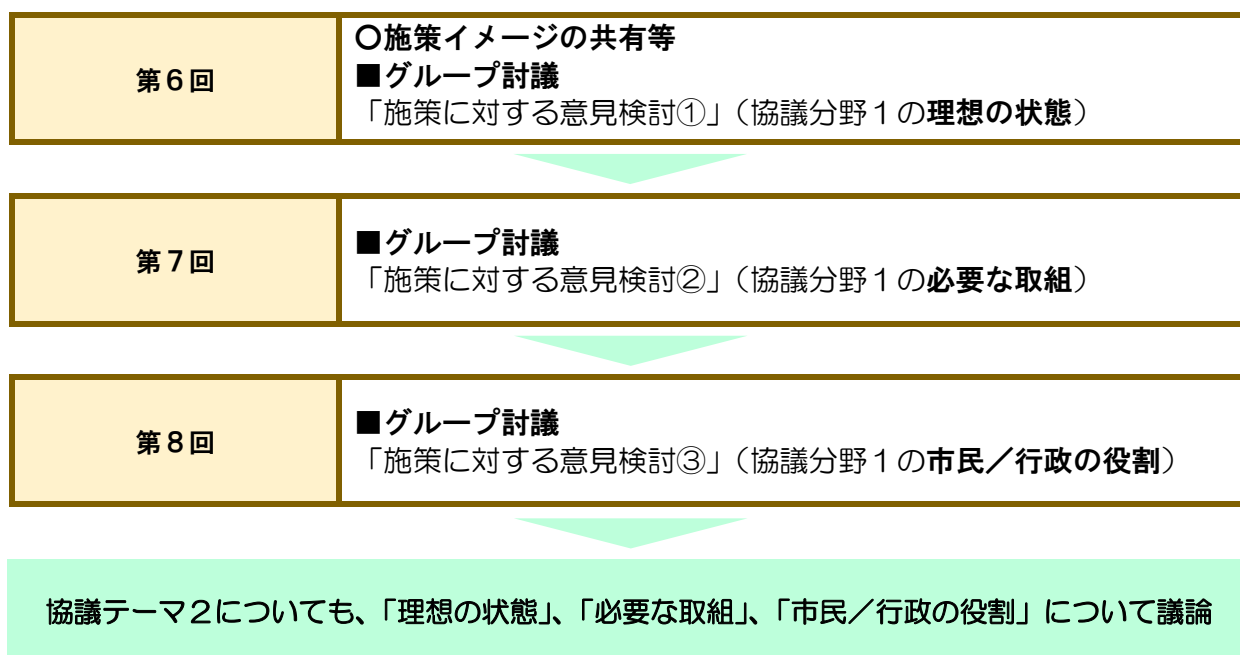 第６回
〇施策イメージの共有等
■グループ討議
「施策に対する意見検討①」（協議分野１の理想の状態）
第７回
■グループ討議
「施策に対する意見検討②」（協議分野１の必要な取組）
第８回
■グループ討議
「施策に対する意見検討③」（協議分野１の市民／行政の役割）
協議テーマ２についても、「理想の状態」、「必要な取組」、「市民／行政の役割」について議論